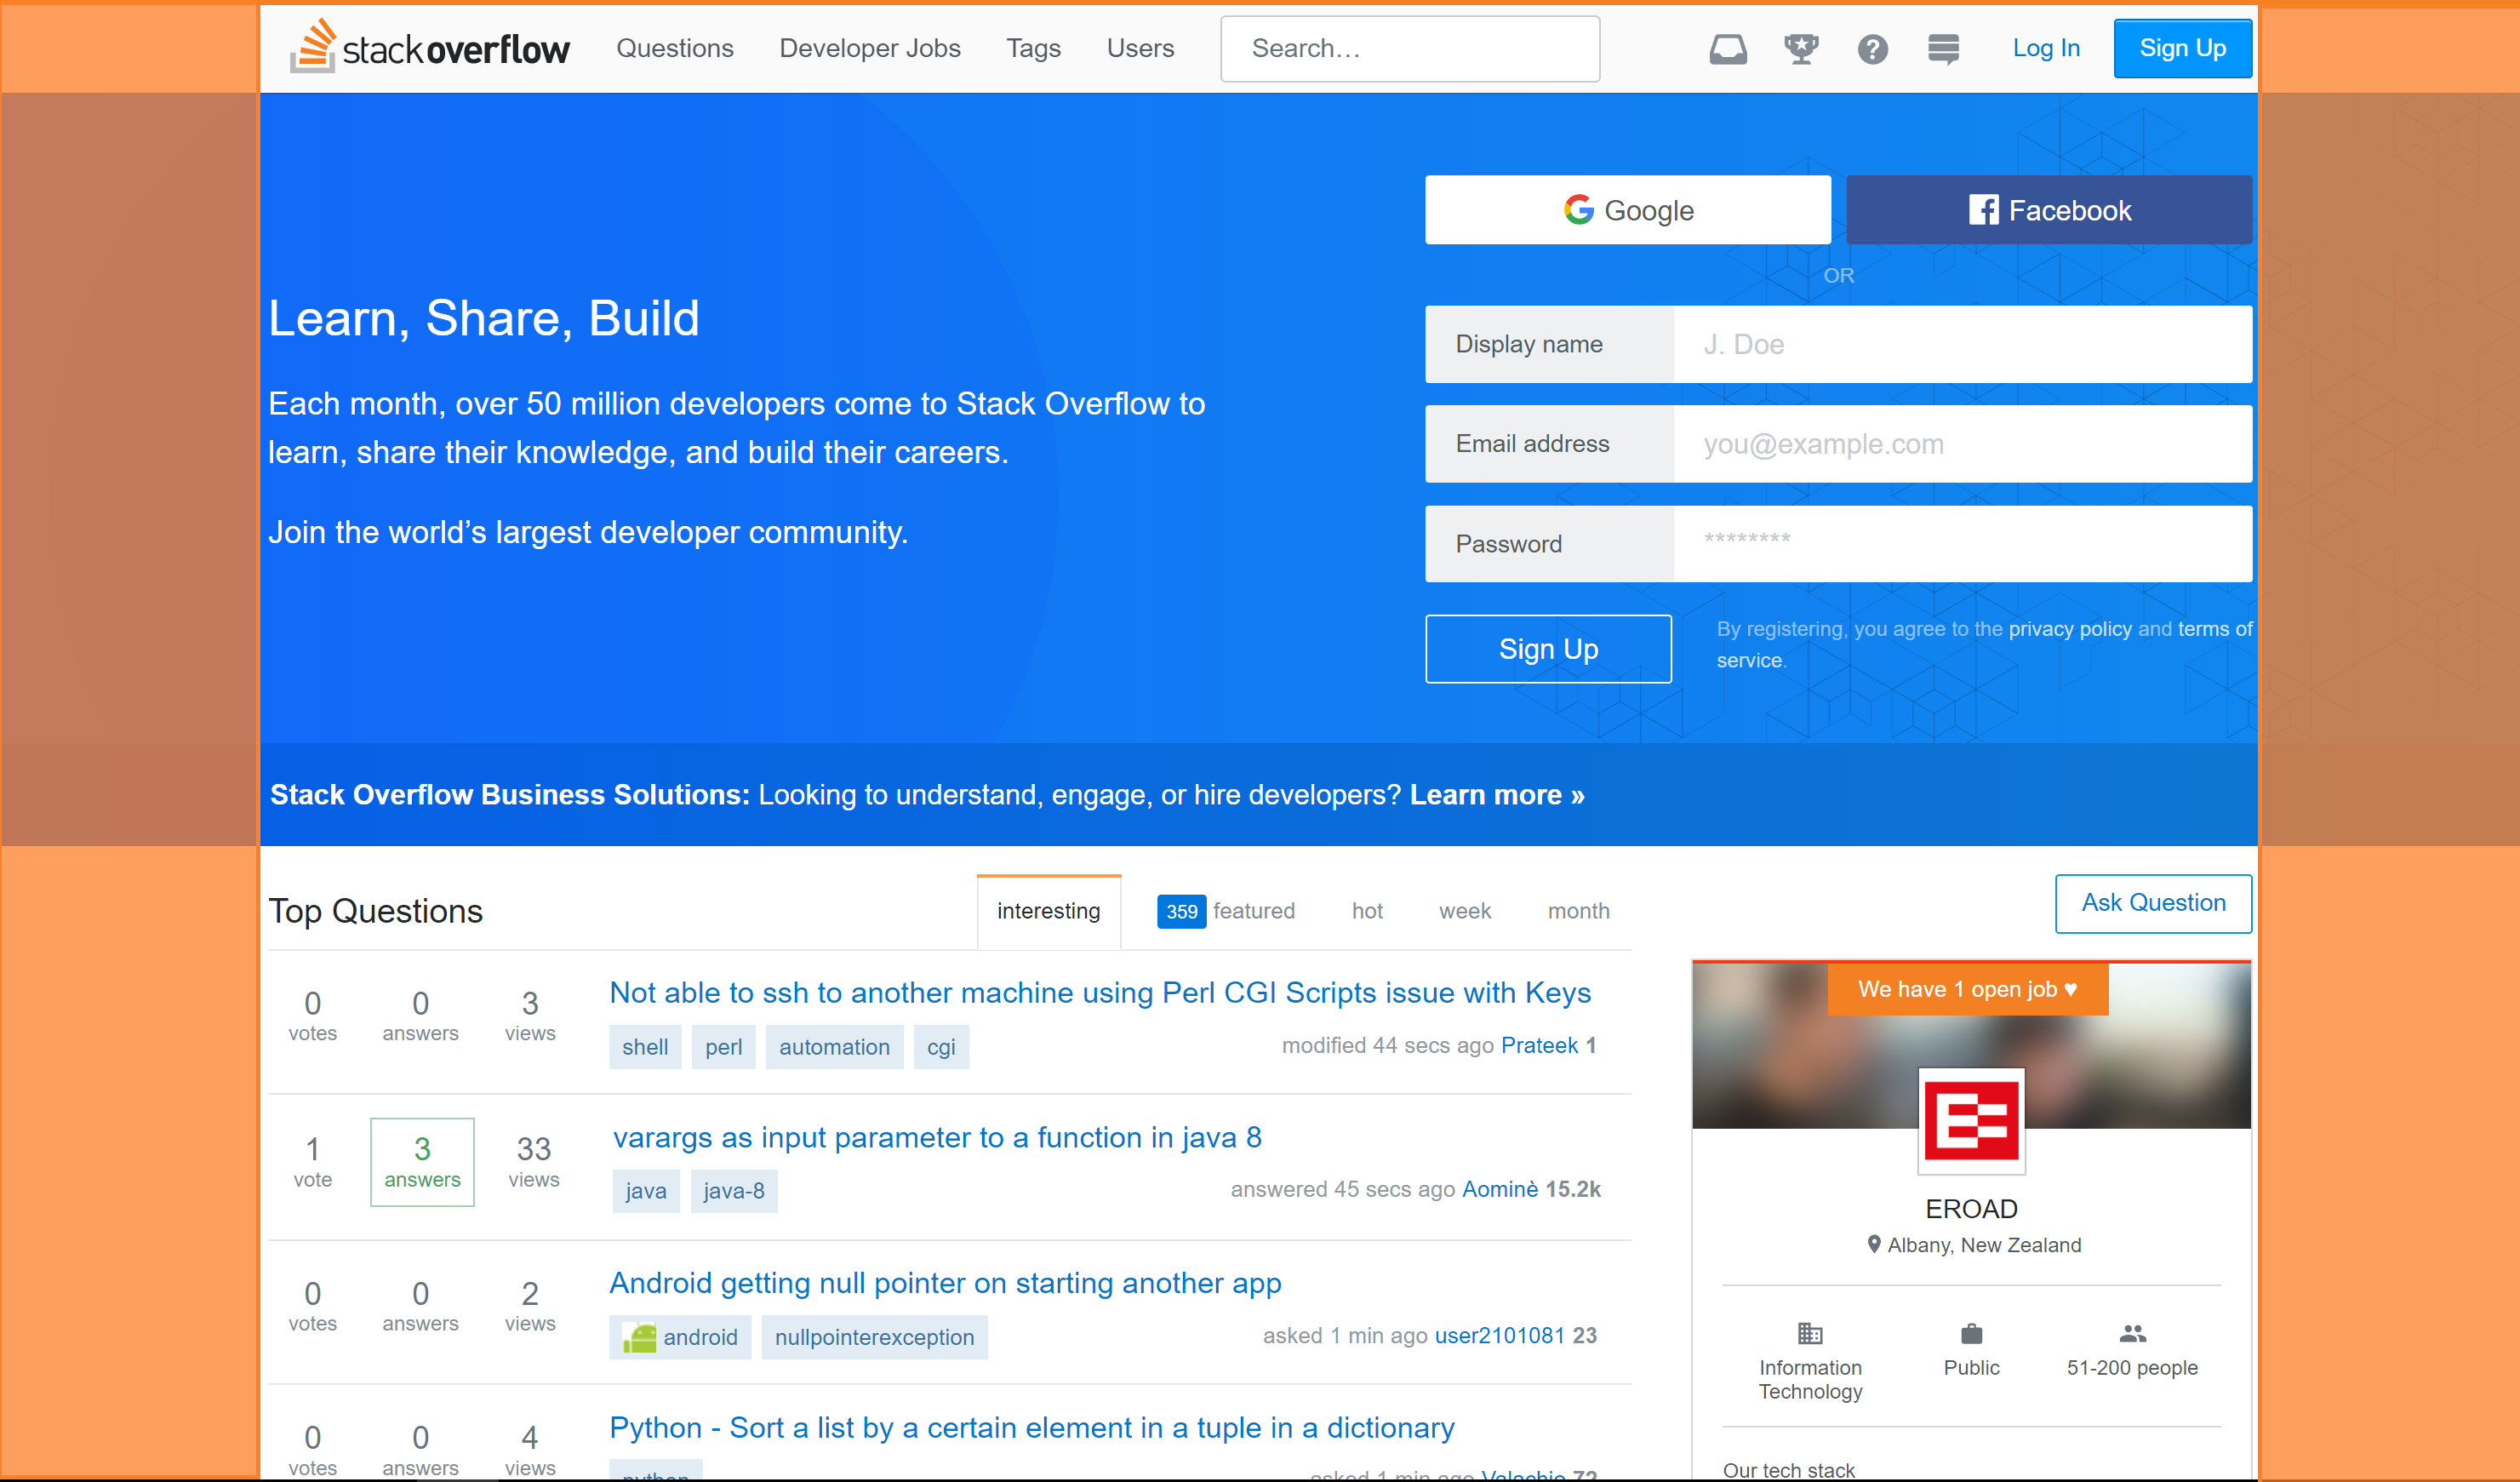 stackoverflow Questions Developer Jobs Tags Users Search... Log In Sign Up
Google Facebook
OR
Learn, Share, Build
Each month, over 50 million developers come to Stack Overflow to
learn, share their knowledge, and build their careers.
Join the world's largest developer community.
Display name J. Doe
Email address you@example.com
Password ********
Sign Up By registering, you agree to the privacy policy and terms of
service.
Stack Overflow Business Solutions: Looking to understand, engage, or hire developers? Learn more »
Top Questions interesting 359 featured hot week month
Ask Question
0 votes 0 answers 3 views
Not able to ssh to another machine using Perl CGI Scripts issue with Keys
shell perl automation cgi
modified 44 secs ago Prateek 1
1 vote 3 answers 33 views
varargs as input parameter to a function in java 8
java java-8
answered 45 secs ago Aominè 15.2k
0 votes 0 answers 2 views
Android getting null pointer on starting another app
android nullpointerexception
asked 1 min ago user2101081 23
0 votes 0 answers 4 views
Python - Sort a list by a certain element in a tuple in a dictionary
python
asked 1 min ago Valachio 72
We have 1 open job ♥
EROAD
Albany, New Zealand
Information
Technology
Public
51-200 people
Our tech stack